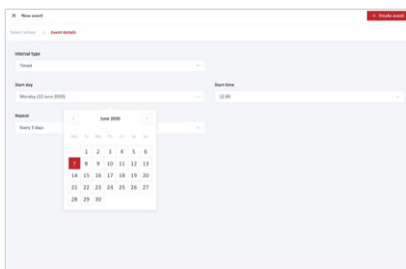 New event
+ Create event
Select action > Event details
Interval type
Timed
Start day
Start time
Monday (12 June 2020)
12:00
Repeat
Every 3 days
June 2020
Mo Tu We Th Fr Sa Su
1 2 3 4 5 6
7 8 9 10 11 12 13
14 15 16 17 18 19 20
21 22 23 24 25 26 27
28 29 30